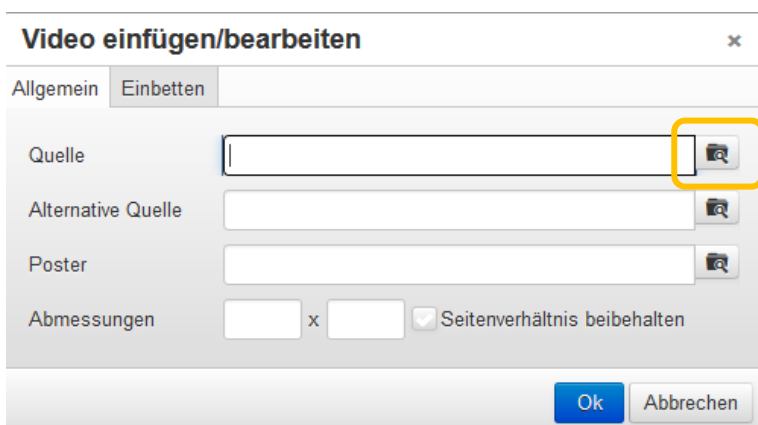 Video einfügen/bearbeiten ×
Allgemein Einbetten
Quelle
Alternative Quelle
Poster
Abmessungen x Seitenverhältnis beibehalten
Ok Abbrechen